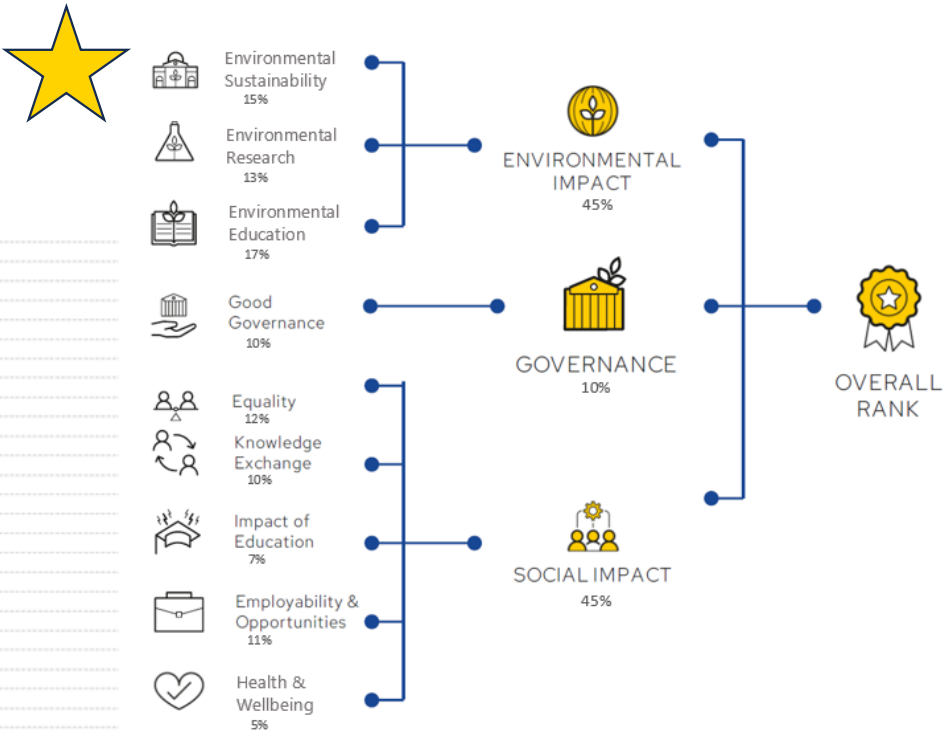 Environmental
Sustainability
15%
Environmental
Research
13%
Environmental
Education
17%
Good
Governance
10%
Equality
12%
Knowledge
Exchange
10%
Impact of
Education
7%
Employability &
Opportunities
11%
Health &
Wellbeing
5%
ENVIRONMENTAL
IMPACT
45%
GOVERNANCE
10%
SOCIAL IMPACT
45%
OVERALL
RANK